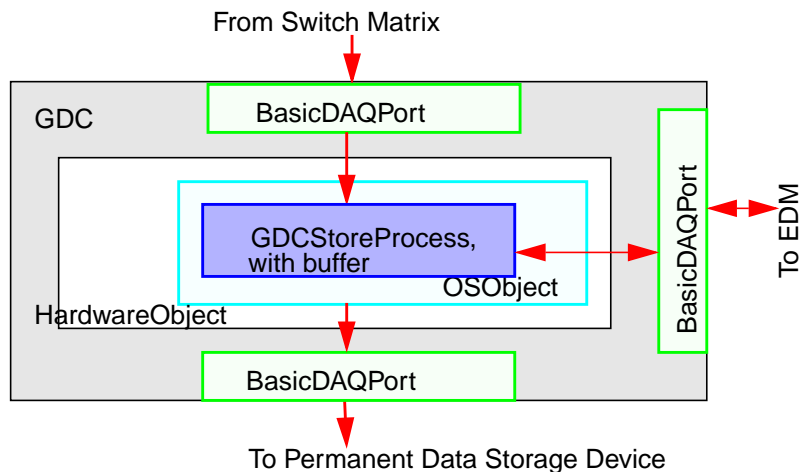 From Switch Matrix
BasicDAQPort
GDC
BasicDAQPort
To EDM
GDCStoreProcess,
with buffer
OSObject
HardwareObject
BasicDAQPort
To Permanent Data Storage Device